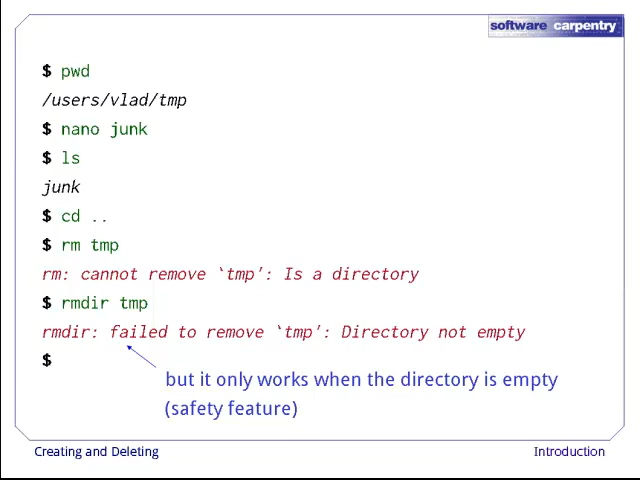 software carpentry
$ pwd
/users/vlad/tmp
$ nano junk
$ ls
junk
$ cd ..
$ rm tmp
rm: cannot remove `tmp': Is a directory
$ rmdir tmp
rmdir: failed to remove `tmp': Directory not empty
$
but it only works when the directory is empty
(safety feature)
Creating and Deleting
Introduction